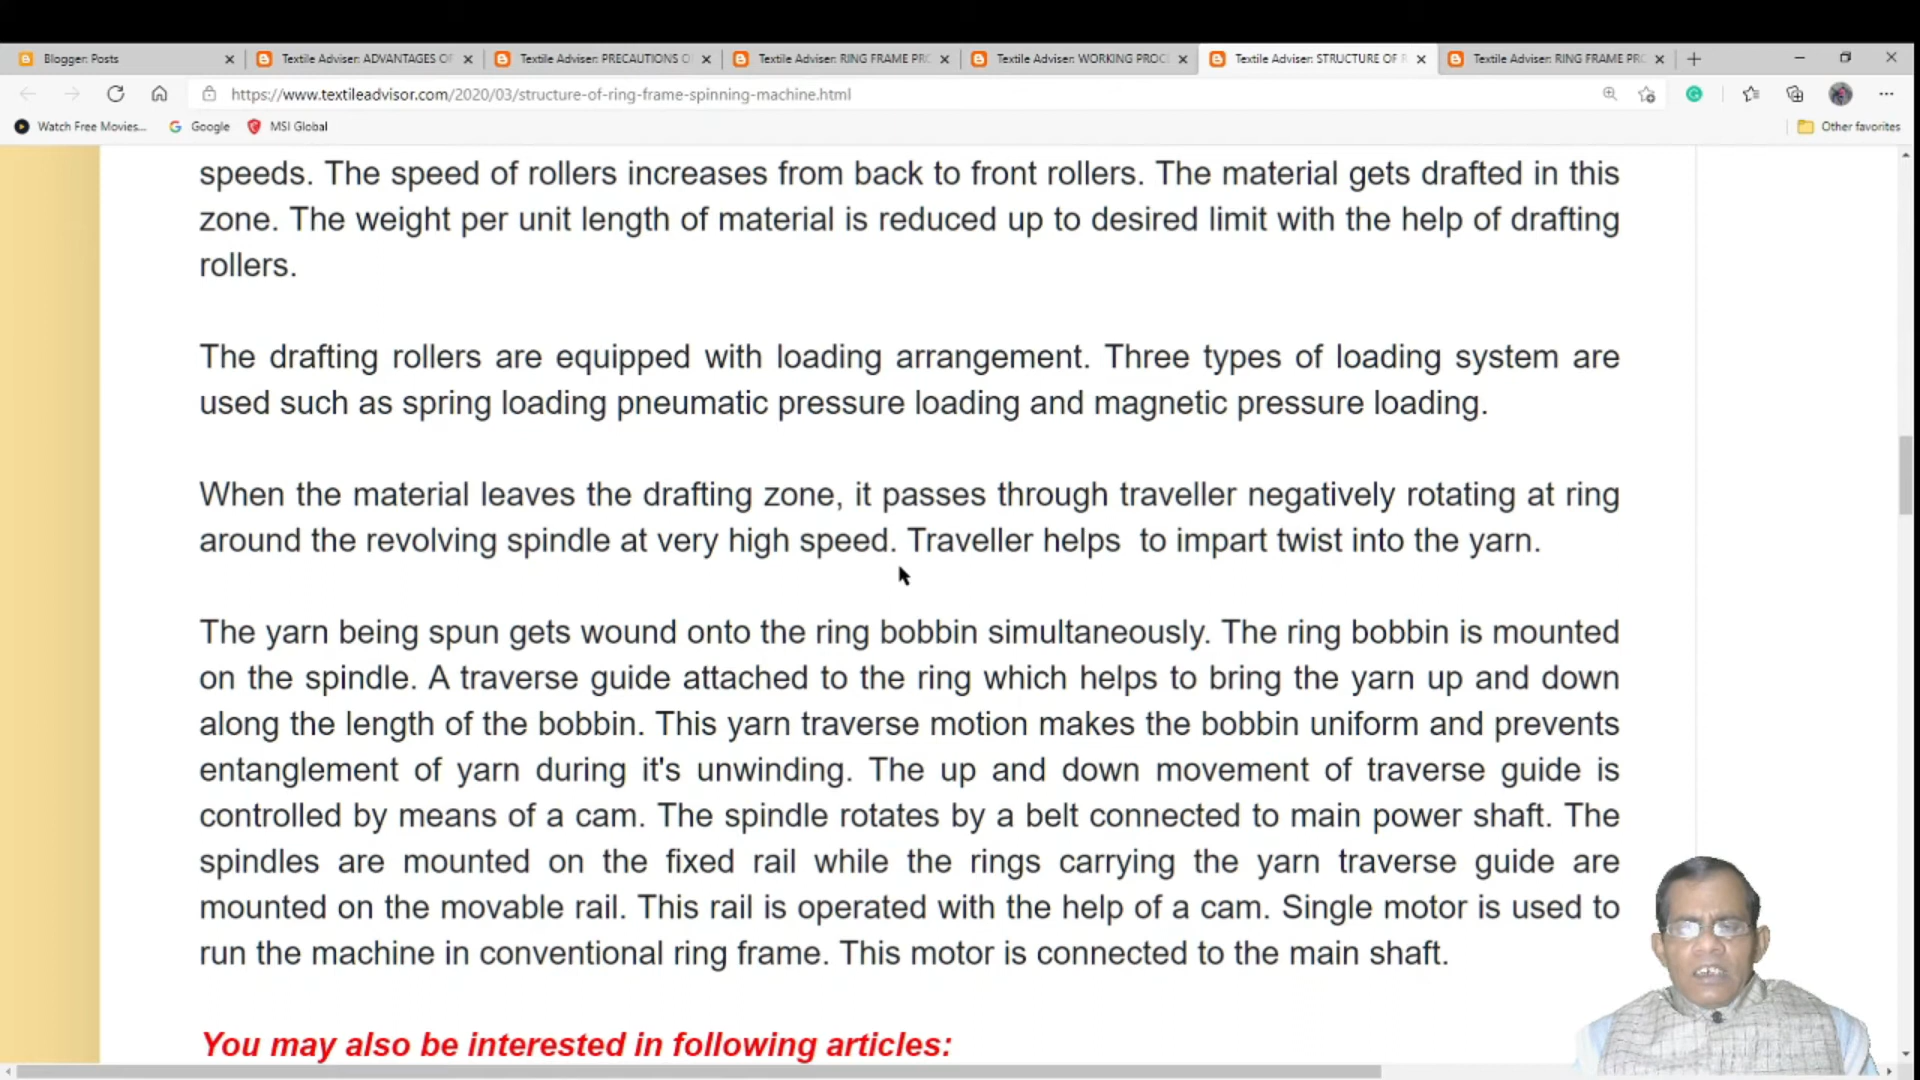 Blogger: Posts
Textile Adviser: ADVANTAGES OF
Textile Adviser: PRECAUTIONS O
Textile Adviser: RING FRAME PRO
Textile Adviser: WORKING PROCE
Textile Adviser: STRUCTURE OF R
Textile Adviser: RING FRAME PRO
https://www.textileadvisor.com/2020/03/structure-of-ring-frame-spinning-machine.html
Watch Free Movies...
Google
MSI Global
Other favorites
speeds. The speed of rollers increases from back to front rollers. The material gets drafted in this
zone. The weight per unit length of material is reduced up to desired limit with the help of drafting
rollers.
The drafting rollers are equipped with loading arrangement. Three types of loading system are
used such as spring loading pneumatic pressure loading and magnetic pressure loading.
When the material leaves the drafting zone, it passes through traveller negatively rotating at ring
around the revolving spindle at very high speed. Traveller helps  to impart twist into the yarn.
The yarn being spun gets wound onto the ring bobbin simultaneously. The ring bobbin is mounted
on the spindle. A traverse guide attached to the ring which helps to bring the yarn up and down
along the length of the bobbin. This yarn traverse motion makes the bobbin uniform and prevents
entanglement of yarn during it's unwinding. The up and down movement of traverse guide is
controlled by means of a cam. The spindle rotates by a belt connected to main power shaft. The
spindles are mounted on the fixed rail while the rings carrying the yarn traverse guide are
mounted on the movable rail. This rail is operated with the help of a cam. Single motor is used to
run the machine in conventional ring frame. This motor is connected to the main shaft.
You may also be interested in following articles: